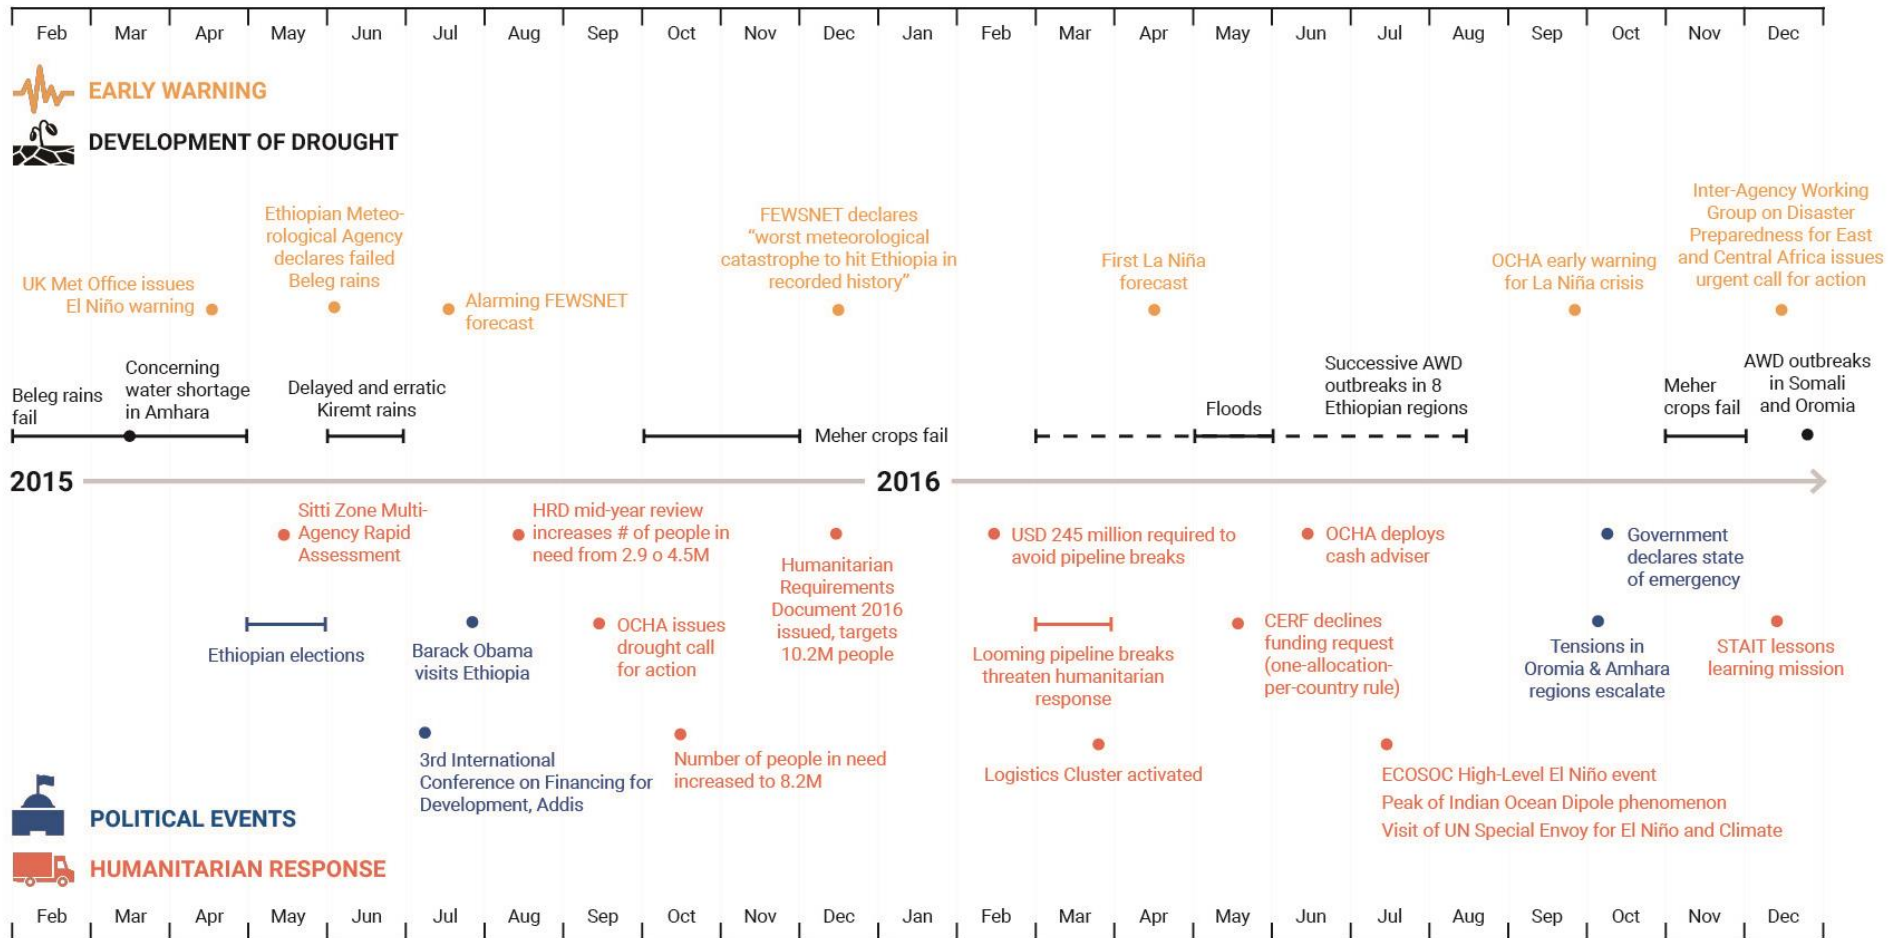 Feb Mar Apr May Jun Jul Aug Sep Oct Nov Dec Jan Feb Mar Apr May Jun Jul Aug Sep Oct Nov Dec
EARLY WARNING
DEVELOPMENT OF DROUGHT
UK Met Office issues
El Niño warning
Ethiopian Meteo-
rological Agency
declares failed
Beleg rains
Alarming FEWSNET
forecast
FEWSNET declares
“worst meteorological
catastrophe to hit Ethiopia in
recorded history”
First La Niña
forecast
OCHA early warning
for La Niña crisis
Inter-Agency Working
Group on Disaster
Preparedness for East
and Central Africa issues
urgent call for action
Beleg rains
fail
Concerning
water shortage
in Amhara
Delayed and erratic
Kiremt rains
Meher crops fail
Floods
Successive AWD
outbreaks in 8
Ethiopian regions
Meher
crops fail
AWD outbreaks
in Somali
and Oromia
2015
2016
Sitti Zone Multi-
Agency Rapid
Assessment
HRD mid-year review
increases # of people in
need from 2.9 o 4.5M
Humanitarian
Requirements
Document 2016
issued, targets
10.2M people
USD 245 million required to
avoid pipeline breaks
OCHA deploys
cash adviser
Government
declares state
of emergency
Ethiopian elections
Barack Obama
visits Ethiopia
OCHA issues
drought call
for action
Looming pipeline breaks
threaten humanitarian
response
CERF declines
funding request
(one-allocation-
per-country rule)
Tensions in
Oromia & Amhara
regions escalate
STAIT lessons
learning mission
3rd International
Conference on Financing for
Development, Addis
Number of people in need
increased to 8.2M
Logistics Cluster activated
ECOSOC High-Level El Niño event
Peak of Indian Ocean Dipole phenomenon
Visit of UN Special Envoy for El Niño and Climate
POLITICAL EVENTS
HUMANITARIAN RESPONSE
Feb Mar Apr May Jun Jul Aug Sep Oct Nov Dec Jan Feb Mar Apr May Jun Jul Aug Sep Oct Nov Dec